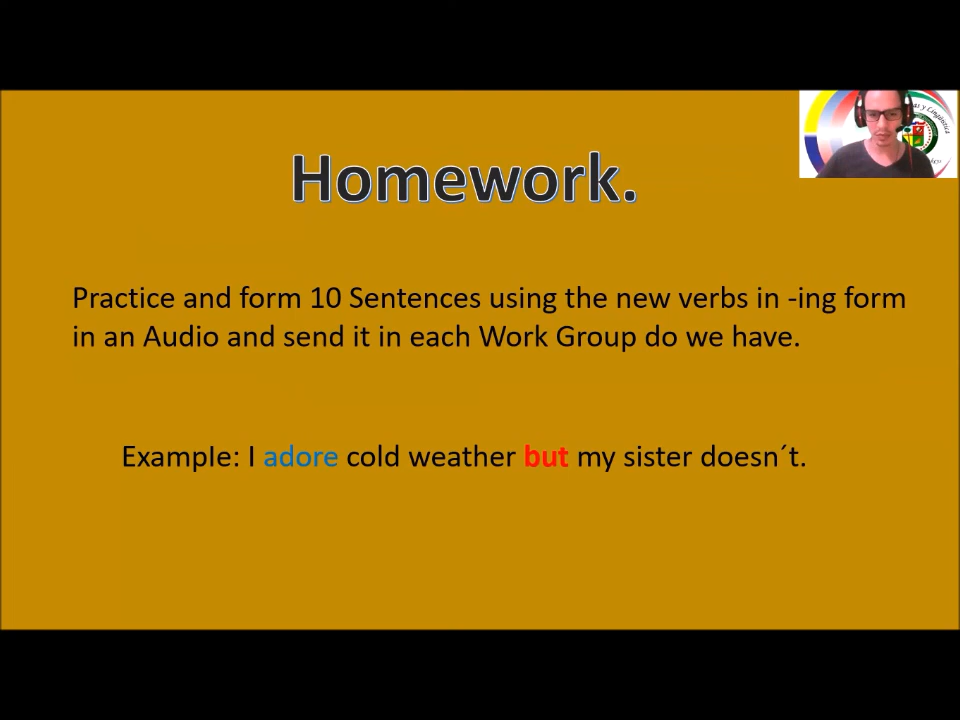 Homework.
Practice and form 10 Sentences using the new verbs in -ing form
in an Audio and send it in each Work Group do we have.
Example: I adore cold weather but my sister doesn´t.